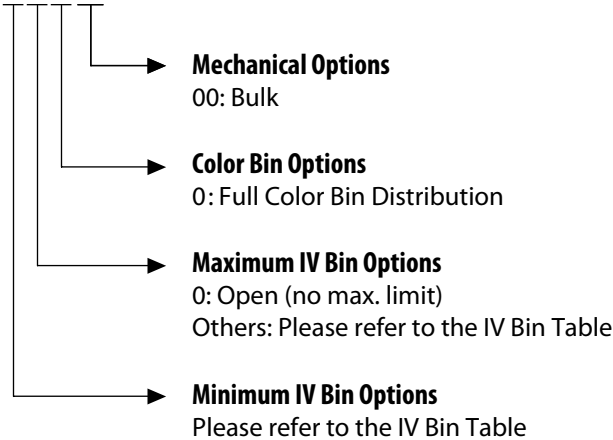 Mechanical Options
00: Bulk
Color Bin Options
0: Full Color Bin Distribution
Maximum IV Bin Options
0: Open (no max. limit)
Others: Please refer to the IV Bin Table
Minimum IV Bin Options
Please refer to the IV Bin Table